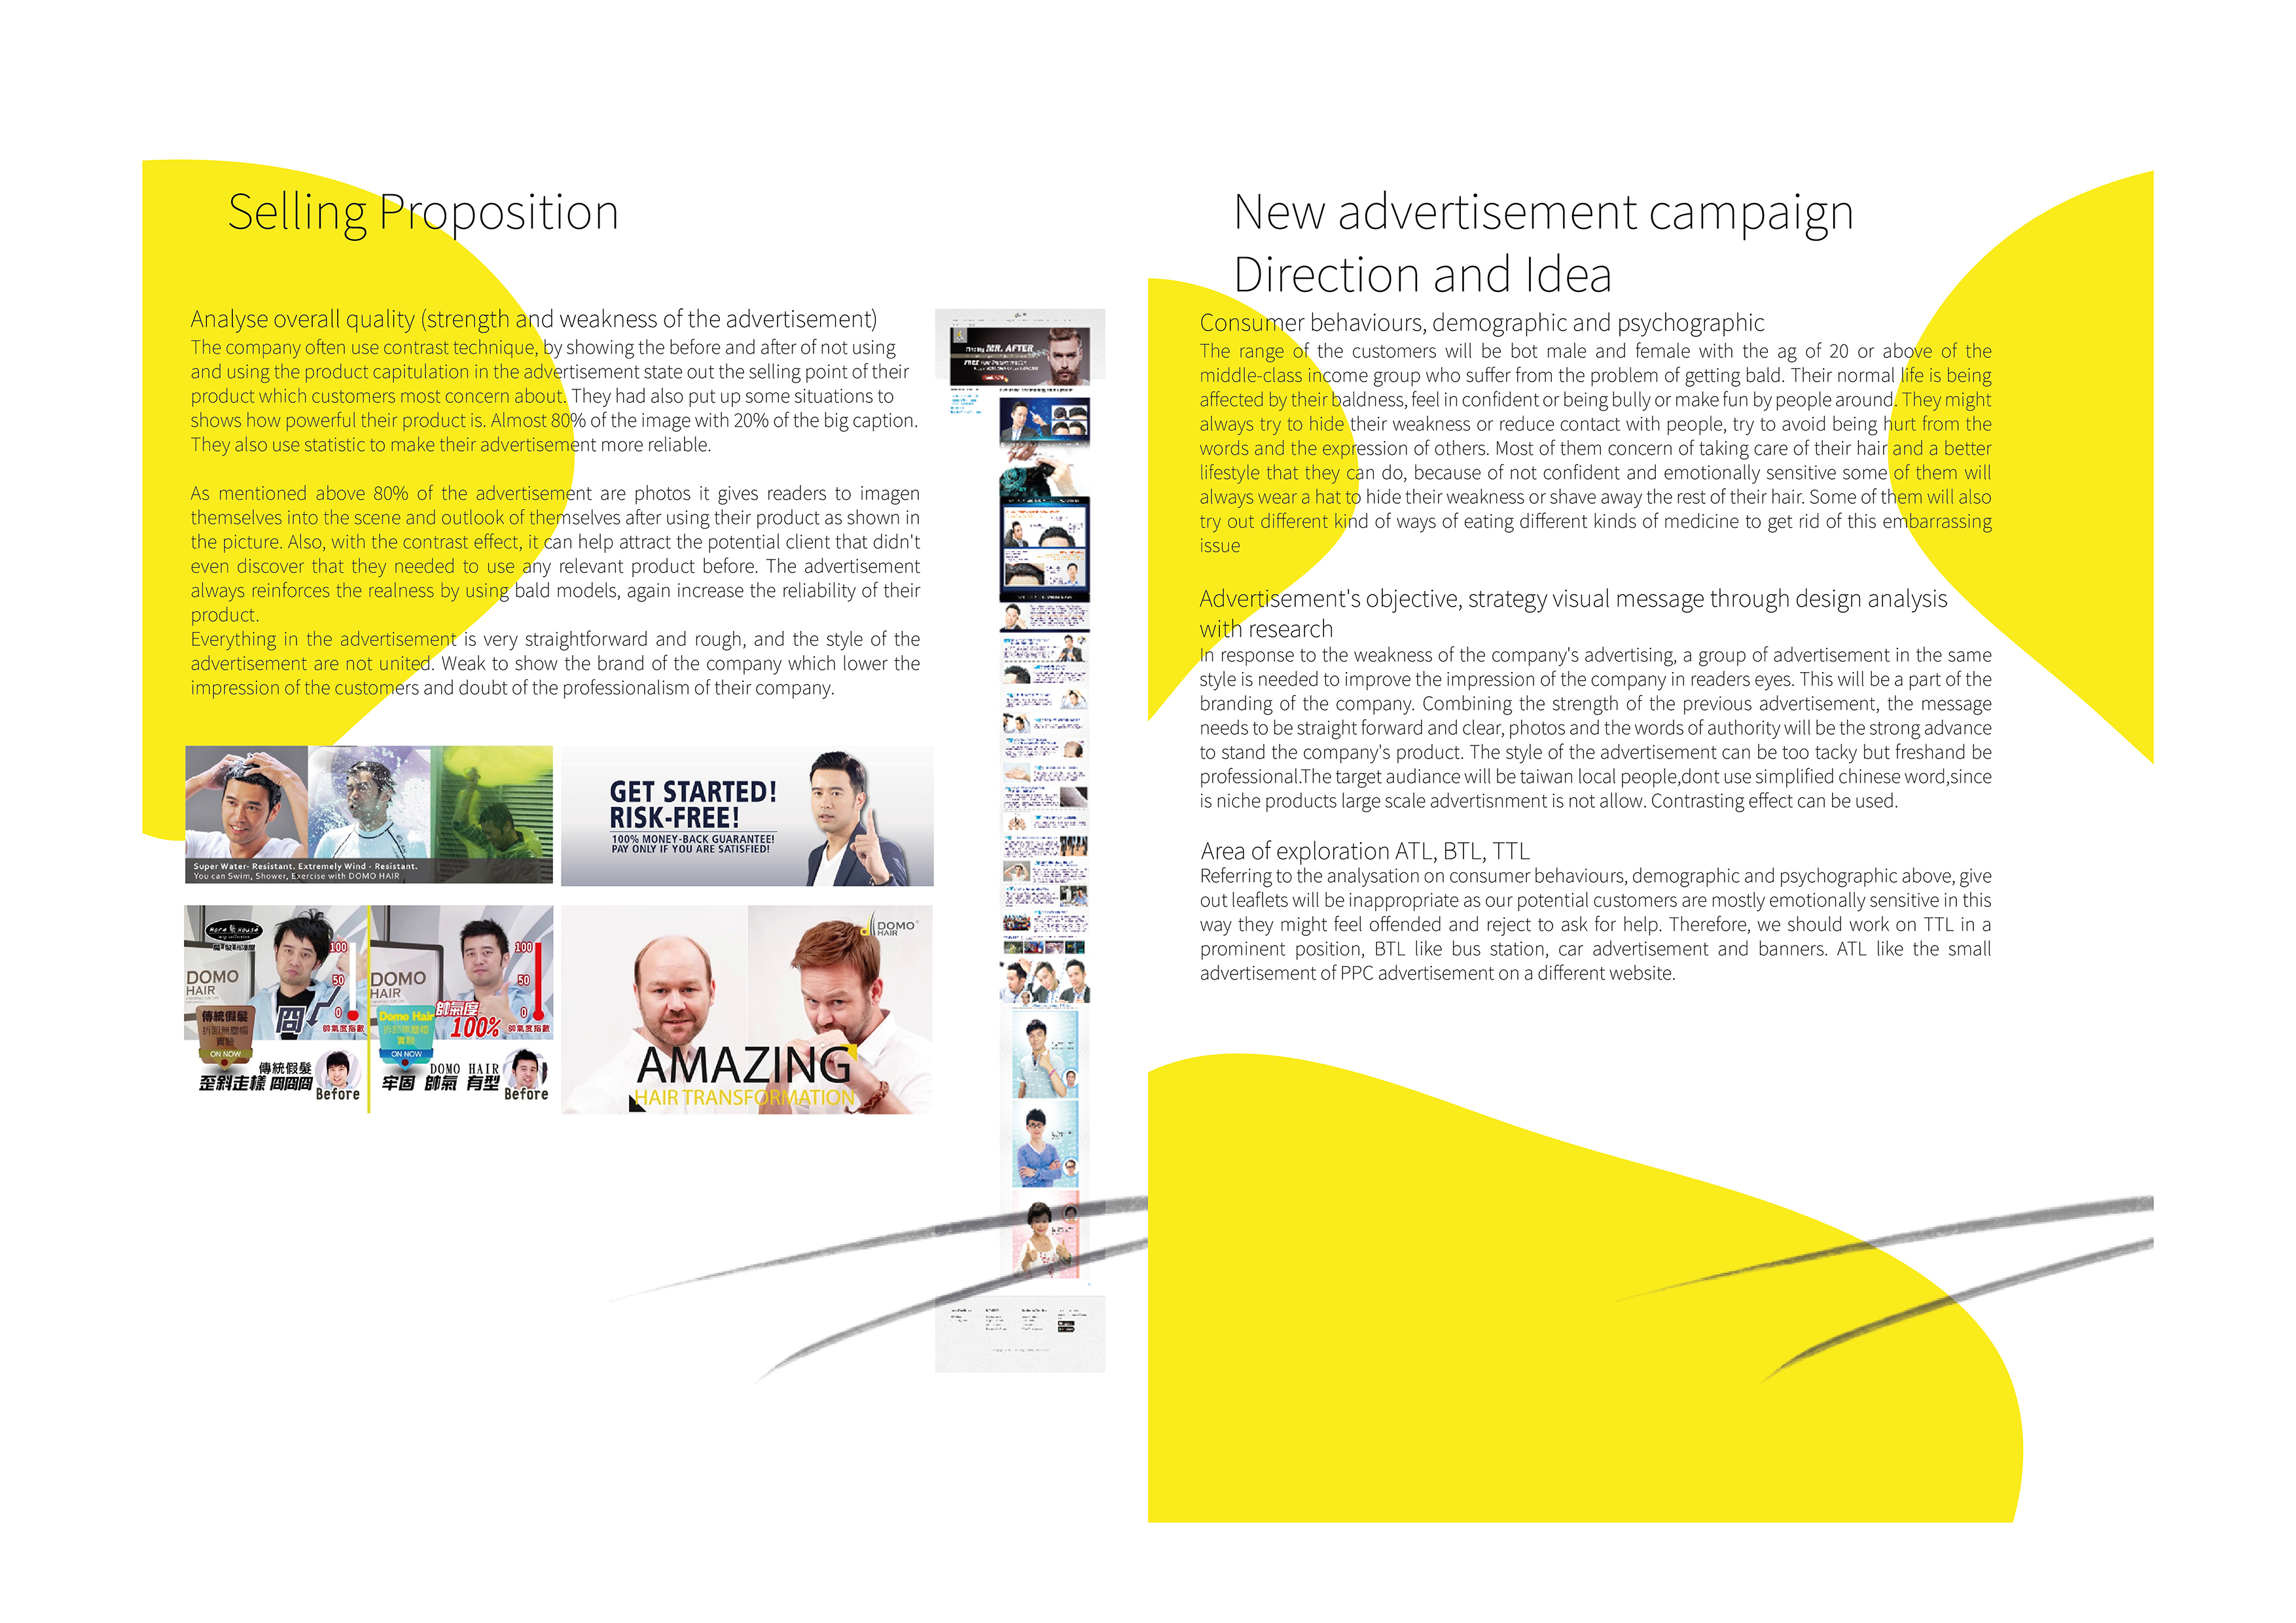 Selling Proposition
Analyse overall quality (strength and weakness of the advertisement)
The company often use contrast technique, by showing the before and after of not using
and using the product capitulation in the advertisement state out the selling point of their
product which customers most concern about. They had also put up some situations to
shows how powerful their product is. Almost 80% of the image with 20% of the big caption.
They also use statistic to make their advertisement more reliable.
As mentioned above 80% of the advertisement are photos it gives readers to imagen
themselves into the scene and outlook of themselves after using their product as shown in
the picture. Also, with the contrast effect, it can help attract the potential client that didn't
even discover that they needed to use any relevant product before. The advertisement
always reinforces the realness by using bald models, again increase the reliability of their
product.
Everything in the advertisement is very straightforward and rough, and the style of the
advertisement are not united. Weak to show the brand of the company which lower the
impression of the customers and doubt of the professionalism of their company.
Super Water- Resistant. Extremely Wind - Resistant.
You can Swim, Shower, Exercise with DOMO HAIR
GET STARTED!
RISK-FREE!
100% MONEY-BACK GUARANTEE!
PAY ONLY IF YOU ARE SATISFIED!
More House
DOMO
HAIR
100
50
0
帥氣度指數
傳統假髮
拆卸無塵帽
實驗
ON NOW
囧
傳統假髮
歪斜走樣 囧囧囧
Before
DOMO
HAIR
100
50
0
帥氣度
100%
帥氣度指數
Domo Hair
拆卸無塵帽
實驗
ON NOW
DOMO HAIR
牢固 帥氣 有型
Before
DOMO
HAIR
AMAZING
HAIR TRANSFORMATION
Finding MR. AFTER
New advertisement campaign
Direction and Idea
Consumer behaviours, demographic and psychographic
The range of the customers will be bot male and female with the ag of 20 or above of the
middle-class income group who suffer from the problem of getting bald. Their normal life is being
affected by their baldness, feel in confident or being bully or make fun by people around. They might
always try to hide their weakness or reduce contact with people, try to avoid being hurt from the
words and the expression of others. Most of them concern of taking care of their hair and a better
lifestyle that they can do, because of not confident and emotionally sensitive some of them will
always wear a hat to hide their weakness or shave away the rest of their hair. Some of them will also
try out different kind of ways of eating different kinds of medicine to get rid of this embarrassing
issue
Advertisement's objective, strategy visual message through design analysis
with research
In response to the weakness of the company's advertising, a group of advertisement in the same
style is needed to improve the impression of the company in readers eyes. This will be a part of the
branding of the company. Combining the strength of the previous advertisement, the message
needs to be straight forward and clear, photos and the words of authority will be the strong advance
to stand the company's product. The style of the advertisement can be too tacky but freshand be
professional.The target audiance will be taiwan local people,dont use simplified chinese word,since
is niche products large scale advertisnment is not allow. Contrasting effect can be used.
Area of exploration ATL, BTL, TTL
Referring to the analysation on consumer behaviours, demographic and psychographic above, give
out leaflets will be inappropriate as our potential customers are mostly emotionally sensitive in this
way they might feel offended and reject to ask for help. Therefore, we should work on TTL in a
prominent position, BTL like bus station, car advertisement and banners. ATL like the small
advertisement of PPC advertisement on a different website.